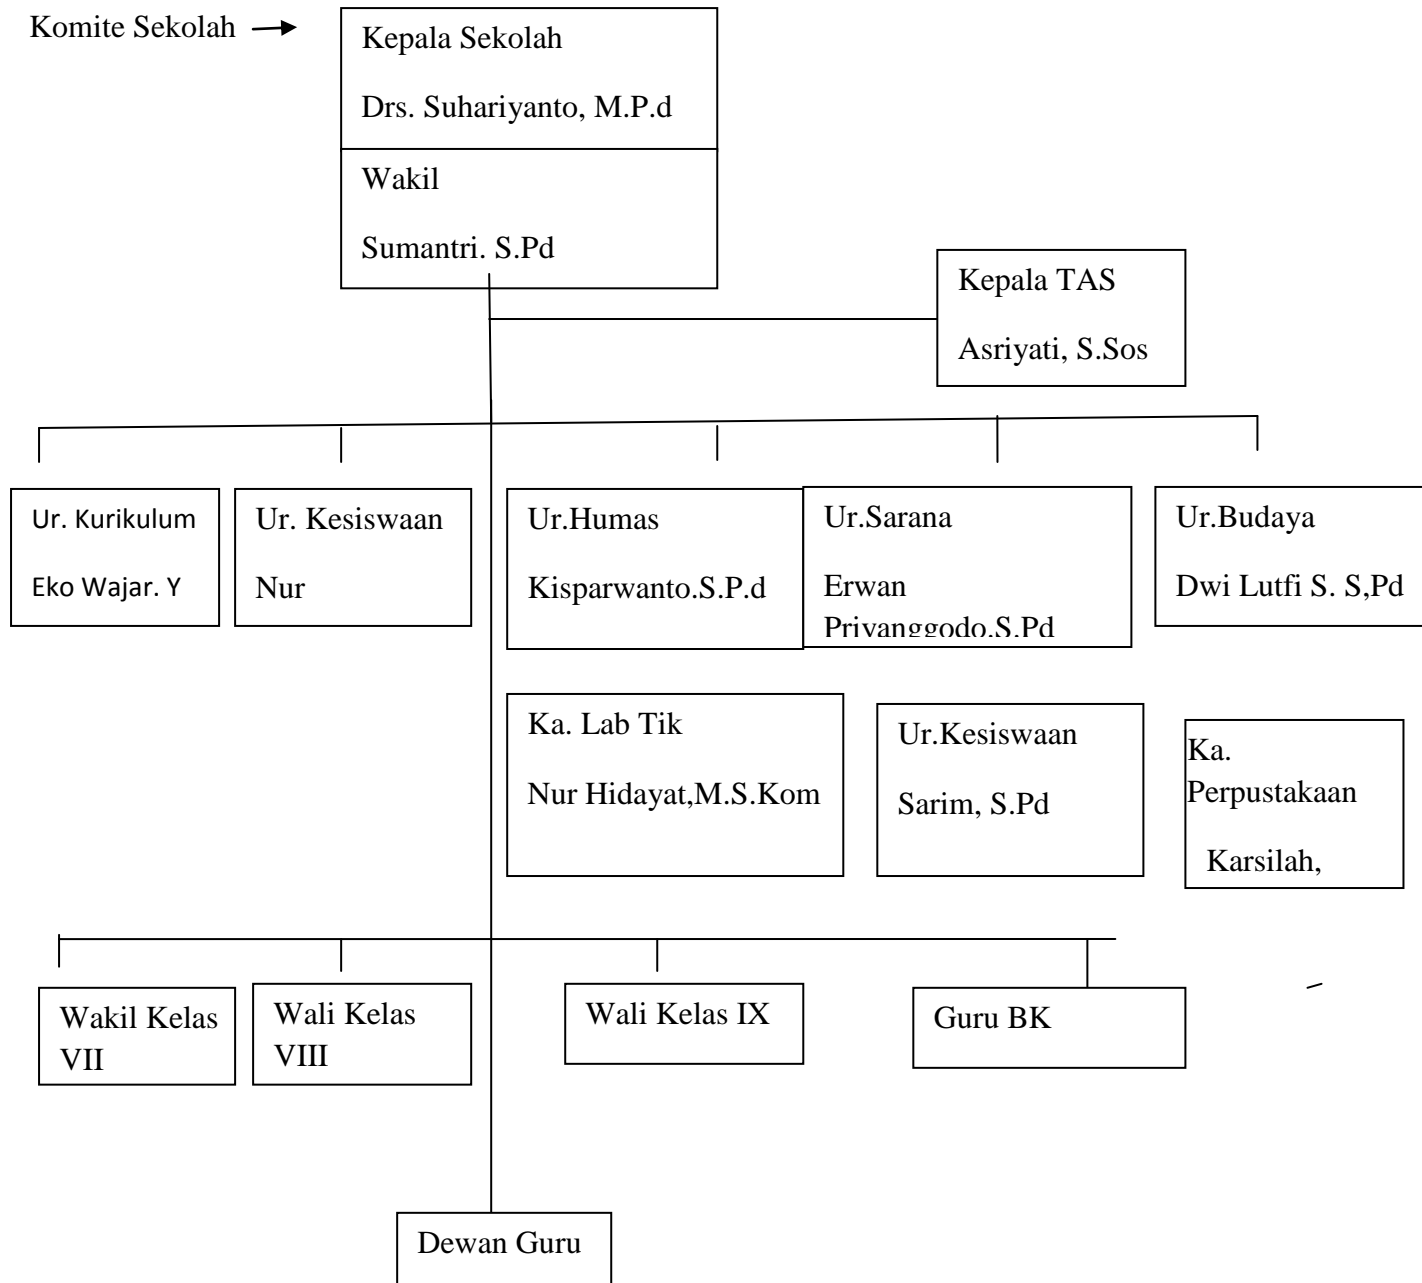 Komite Sekolah
Kepala Sekolah
Drs. Suhariyanto, M.P.d
Wakil
Sumantri. S.Pd
Kepala TAS
Asriyati, S.Sos
Ur. Kurikulum
Eko Wajar. Y
Ur. Kesiswaan
Nur
Ur.Humas
Kisparwanto.S.P.d
Ur.Sarana
Erwan
Priyanggodo.S.Pd
Ur.Budaya
Dwi Lutfi S. S,Pd
Ka. Lab Tik
Nur Hidayat,M.S.Kom
Ur.Kesiswaan
Sarim, S.Pd
Ka.
Perpustakaan
Karsilah,
Wakil Kelas
VII
Wali Kelas
VIII
Wali Kelas IX
Guru BK
Dewan Guru